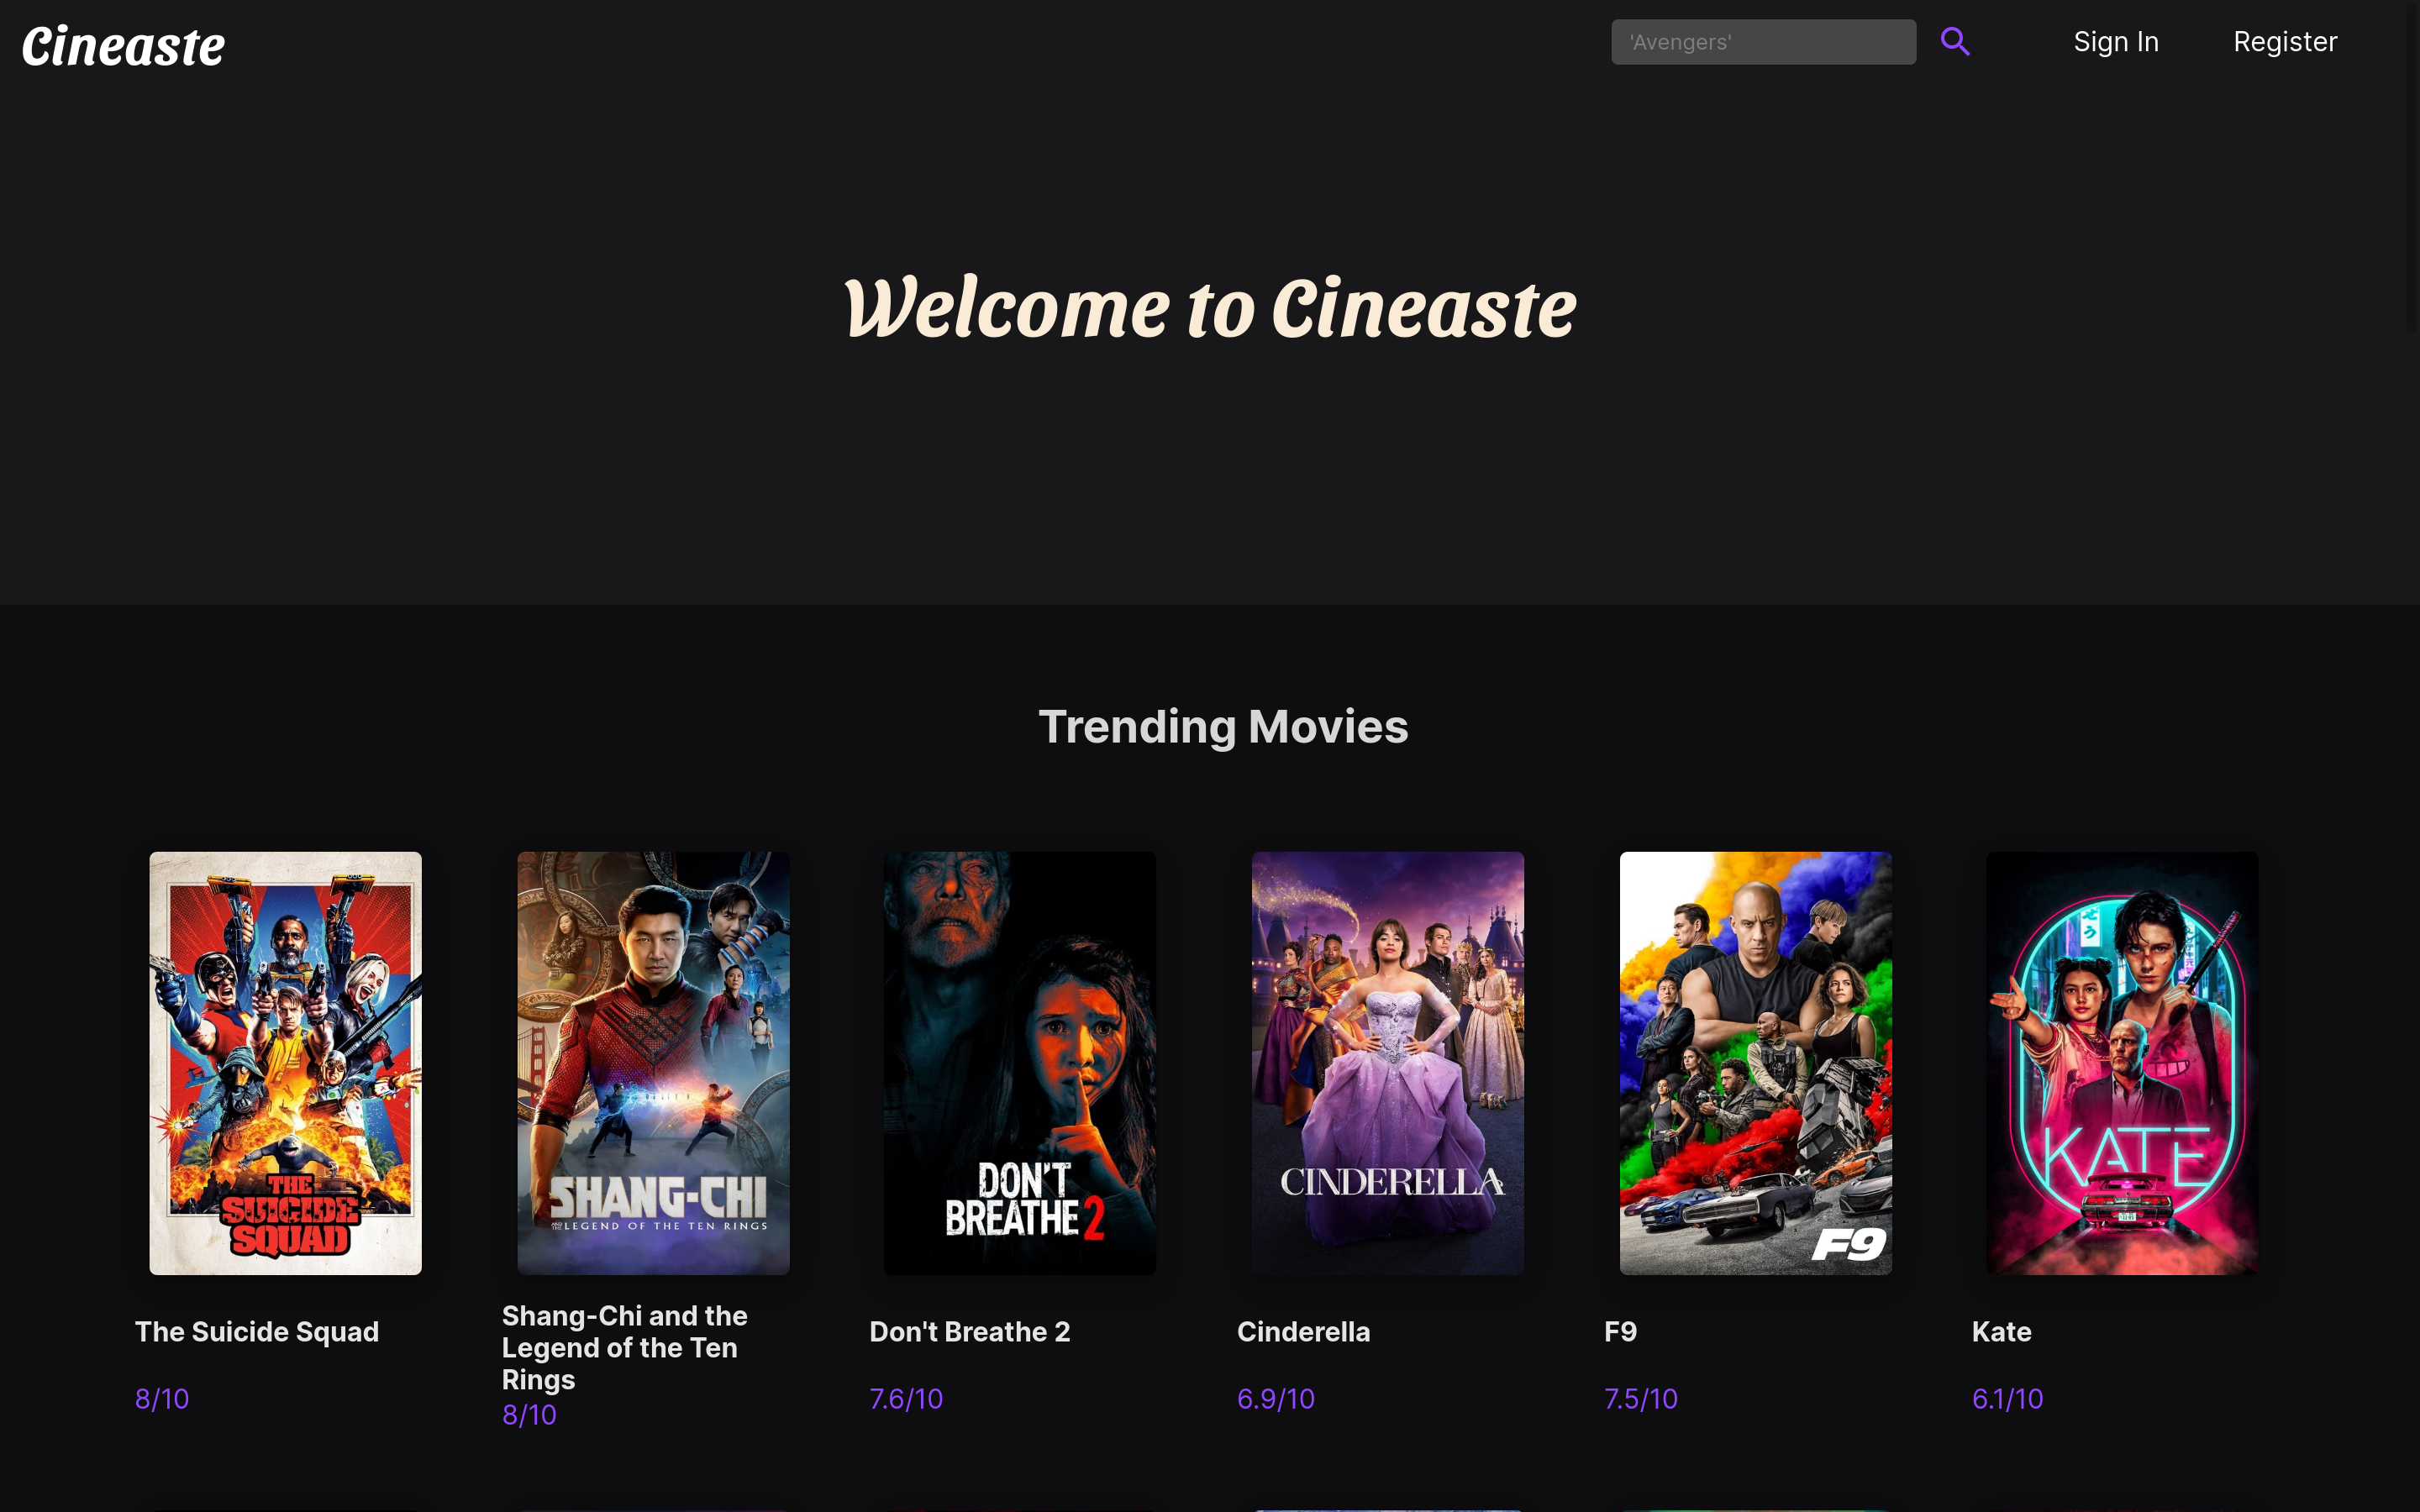 Cineaste
'Avengers'
Sign In
Register
Welcome to Cineaste
Trending Movies
THE
SUICIDE
SQUAD
SHANG-CHI
AND THE LEGEND OF THE TEN RINGS
DON'T
BREATHE 2
CINDERELLA
F9
KATE
The Suicide Squad
Shang-Chi and the
Legend of the Ten
Rings
Don't Breathe 2
Cinderella
F9
Kate
8/10
8/10
7.6/10
6.9/10
7.5/10
6.1/10